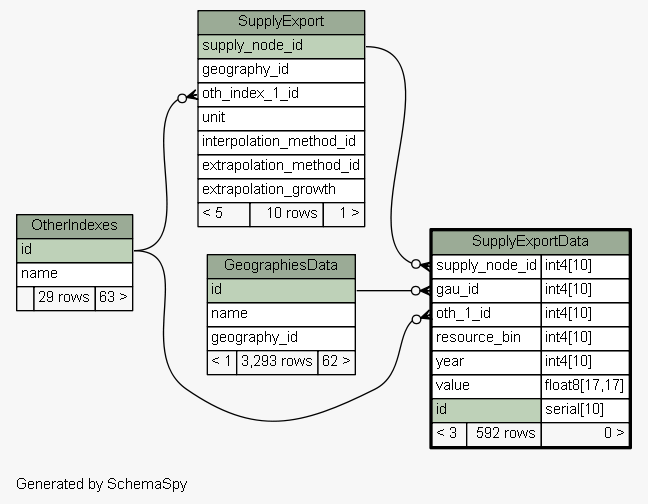 SupplyExport
supply_node_id
geography_id
oth_index_1_id
unit
interpolation_method_id
extrapolation_method_id
extrapolation_growth
< 5 10 rows 1 >
OtherIndexes
id
name
29 rows 63 >
GeographiesData
id
name
geography_id
< 1 3,293 rows 62 >
SupplyExportData
supply_node_id int4[10]
gau_id int4[10]
oth_1_id int4[10]
resource_bin int4[10]
year int4[10]
value float8[17,17]
id serial[10]
< 3 592 rows 0 >
Generated by SchemaSpy